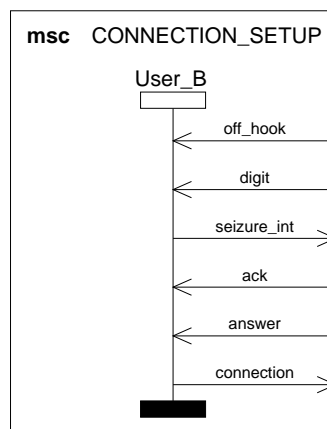 msc CONNECTION_SETUP
User_B
off_hook
digit
seizure_int
ack
answer
connection